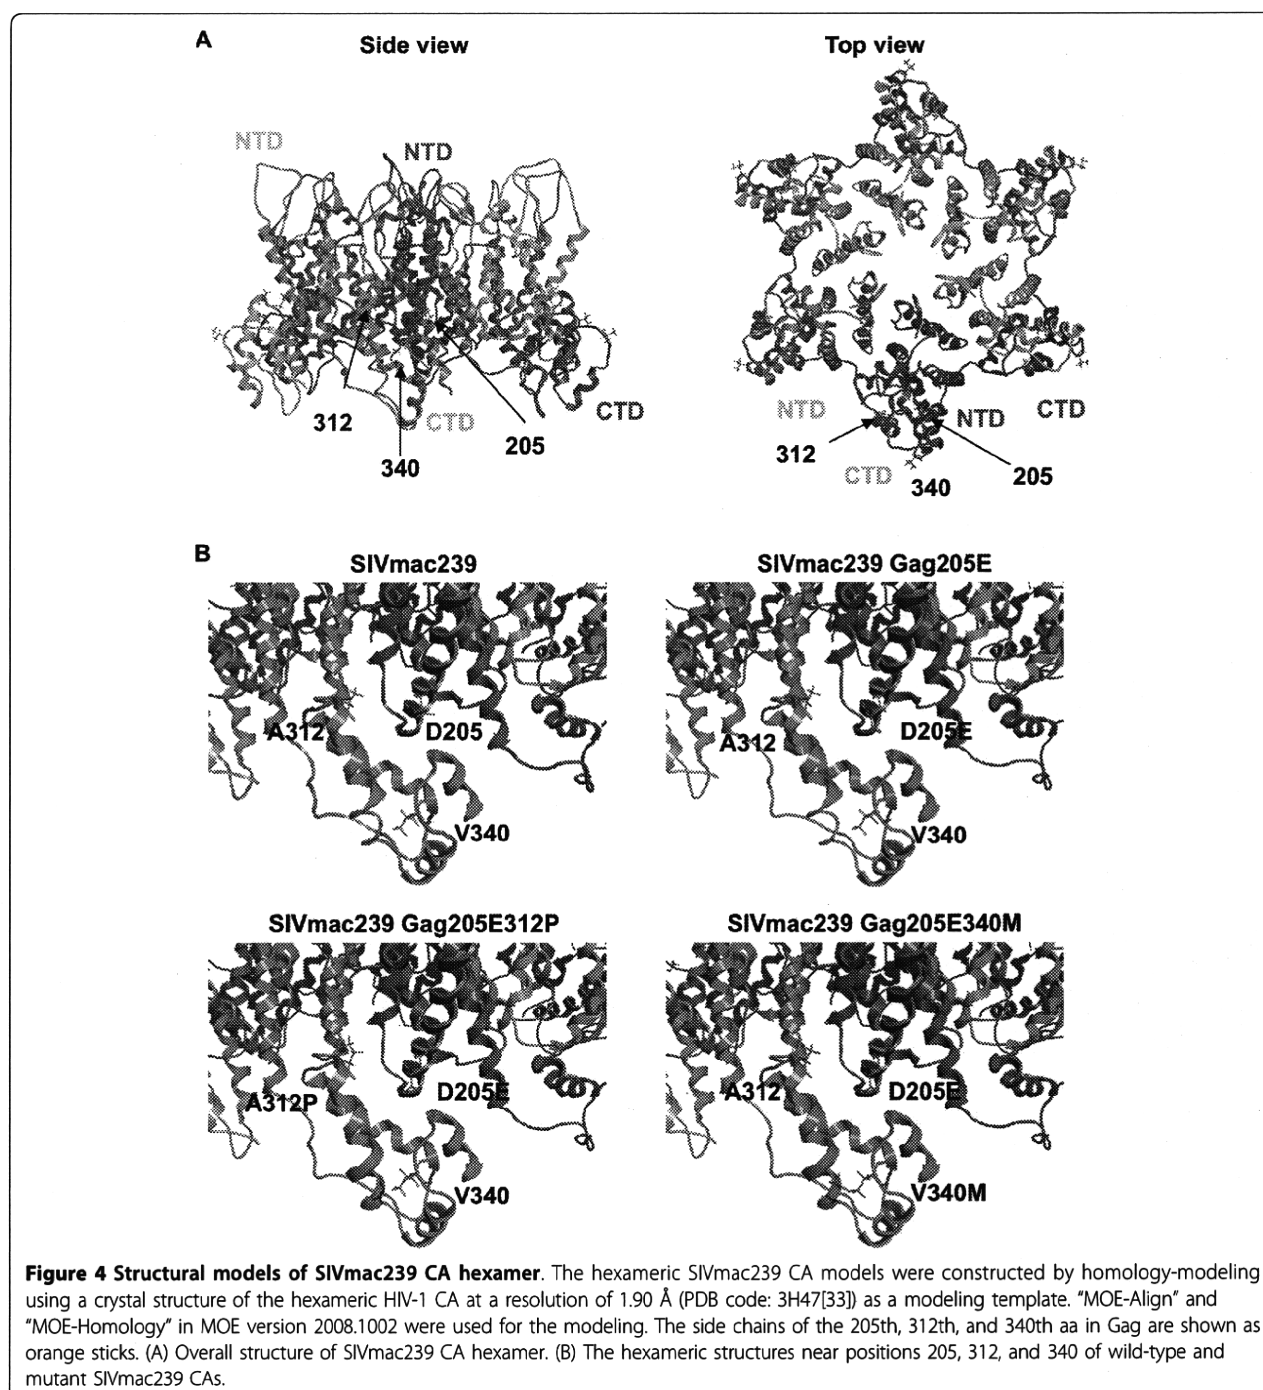 A
Side view
Top view
NTD
NTD
312
340
CTD
205
CTD
NTD
NTD
CTD
312
CTD
340
205
B
SIVmac239
SIVmac239 Gag205E
A312
D205
V340
A312
D205E
V340
SIVmac239 Gag205E312P
SIVmac239 Gag205E340M
A312P
D205E
V340
A312
D205E
V340M
Figure 4 Structural models of SIVmac239 CA hexamer. The hexameric SIVmac239 CA models were constructed by homology-modeling
using a crystal structure of the hexameric HIV-1 CA at a resolution of 1.90 Å (PDB code: 3H47[33]) as a modeling template. "MOE-Align" and
"MOE-Homology" in MOE version 2008.1002 were used for the modeling. The side chains of the 205th, 312th, and 340th aa in Gag are shown as
orange sticks. (A) Overall structure of SIVmac239 CA hexamer. (B) The hexameric structures near positions 205, 312, and 340 of wild-type and
mutant SIVmac239 CAs.